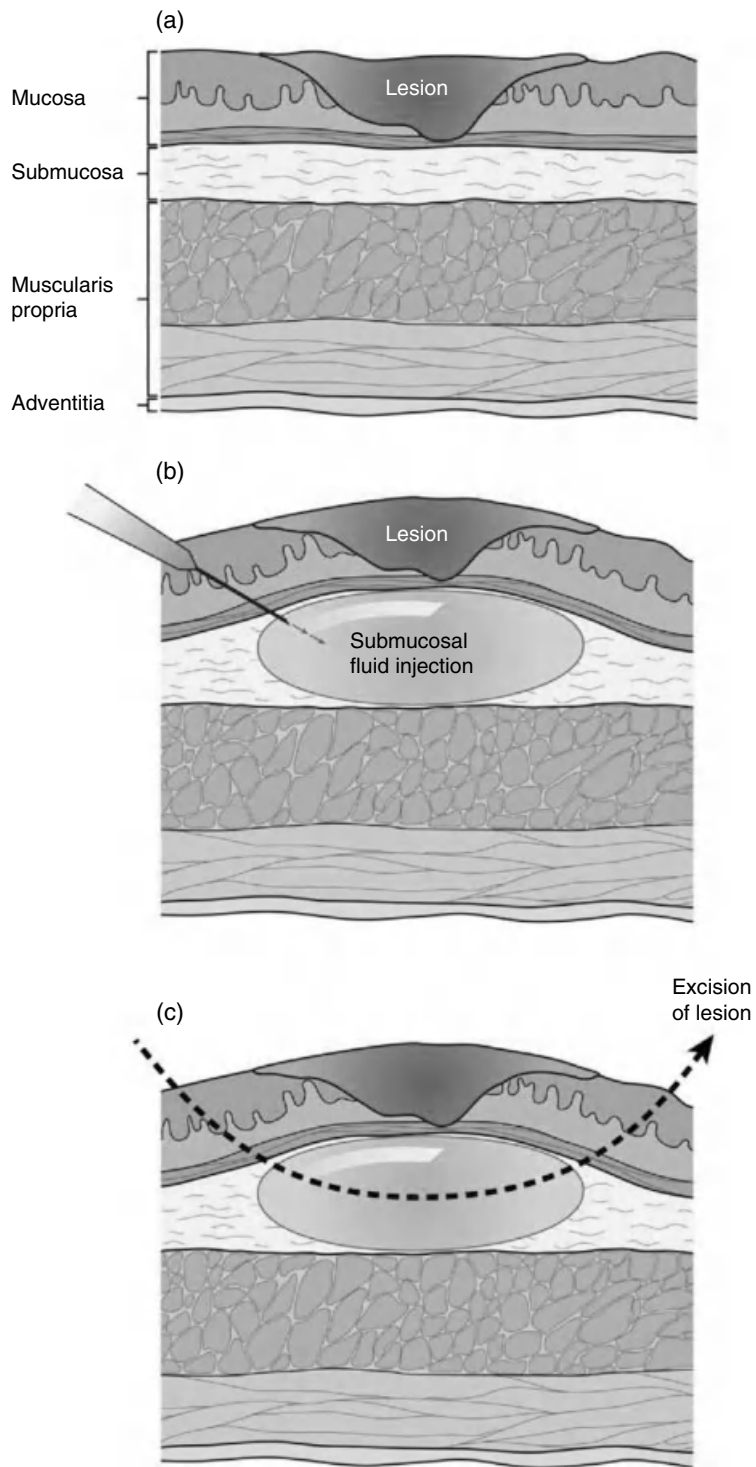 (a)
Lesion
Mucosa
Submucosa
Muscularis
propria
Adventitia
(b)
Lesion
Submucosal
fluid injection
Excision
of lesion
(c)